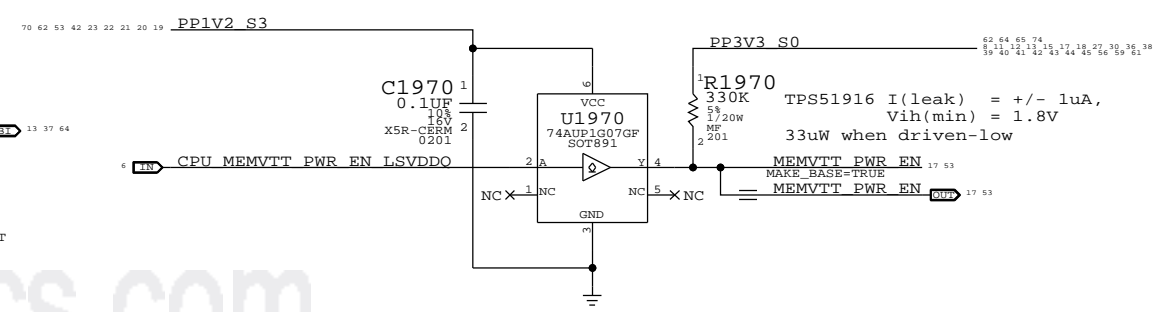 70 62 53 42 23 22 21 20 19 PP1V2_S3
PP3V3_S0
62 64 65 74
8 11 12 13 15 17 18 27 30 36 38
39 40 41 42 43 44 45 56 59 61
C1970 1
0.1UF
10%
16V
X5R-CERM 2
0201
6
VCC
U1970
74AUP1G07GF
SOT891
1
R1970
330K
5%
1/20W
MF
2 201
TPS51916 I(leak) = +/- 1uA,
Vih(min) = 1.8V
33uW when driven-low
BI 13 37 64
6 IN CPU_MEMVTT_PWR_EN_LSVDDQ 2 A Y 4 MEMVTT_PWR_EN 17 53
MAKE_BASE=TRUE
NC 1 NC NC 5 NC MEMVTT_PWR_EN OUT 17 53
GND
3
T
rs.com